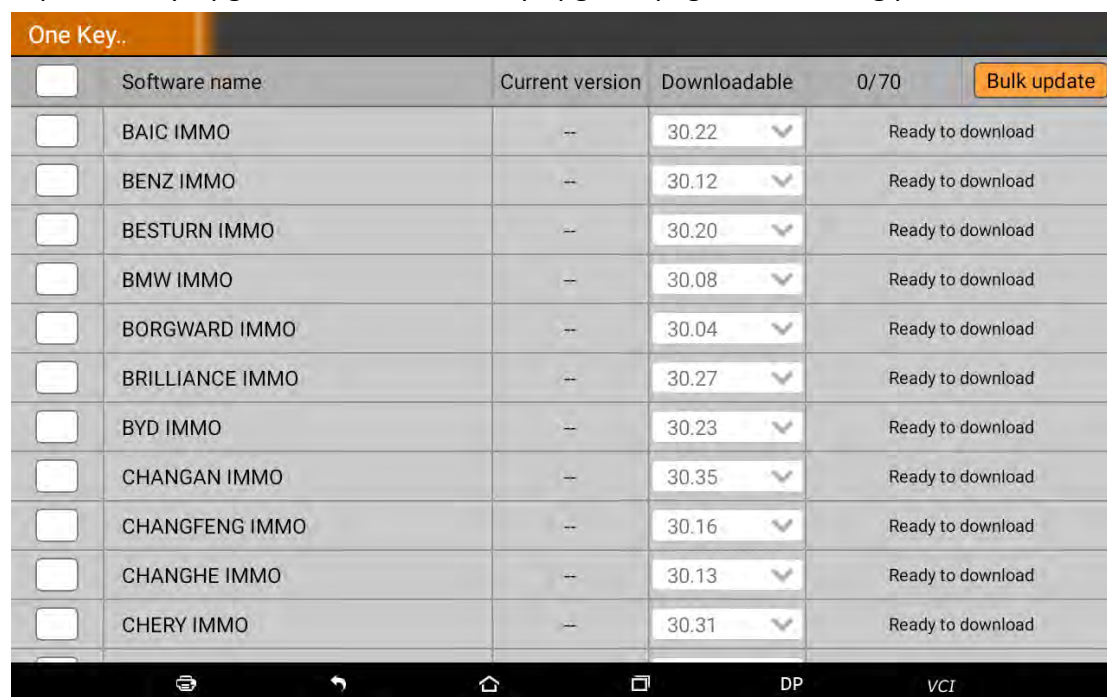 One Key..
Software name Current version Downloadable 0/70 Bulk update
BAIC IMMO -- 30.22 Ready to download
BENZ IMMO -- 30.12 Ready to download
BESTURN IMMO -- 30.20 Ready to download
BMW IMMO -- 30.08 Ready to download
BORGWARD IMMO -- 30.04 Ready to download
BRILLIANCE IMMO -- 30.27 Ready to download
BYD IMMO -- 30.23 Ready to download
CHANGAN IMMO -- 30.35 Ready to download
CHANGFENG IMMO -- 30.16 Ready to download
CHANGHE IMMO -- 30.13 Ready to download
CHERY IMMO -- 30.31 Ready to download
DP VCI